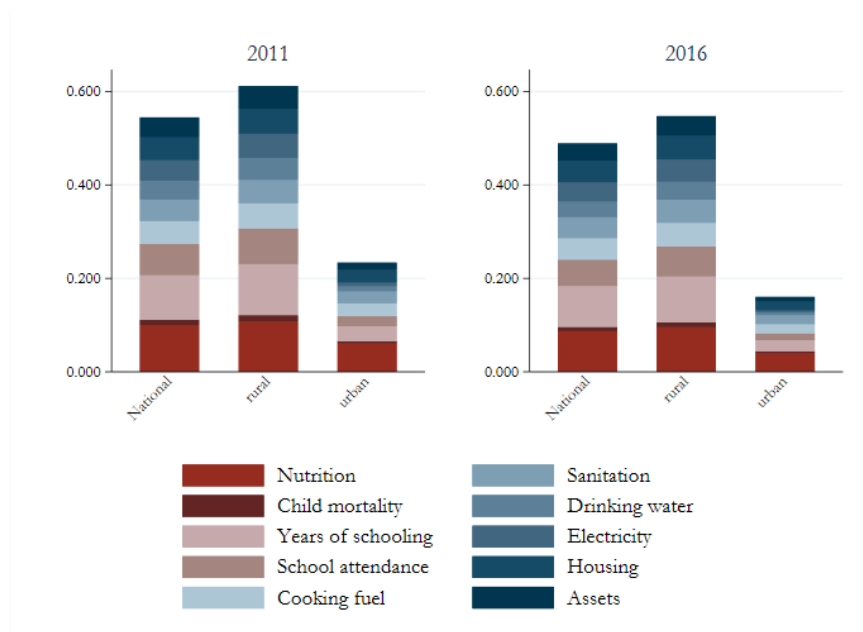 2011
2016
0.600
0.400
0.200
0.000
National
rural
urban
0.600
0.400
0.200
0.000
National
rural
urban
Nutrition
Child mortality
Years of schooling
School attendance
Cooking fuel
Sanitation
Drinking water
Electricity
Housing
Assets